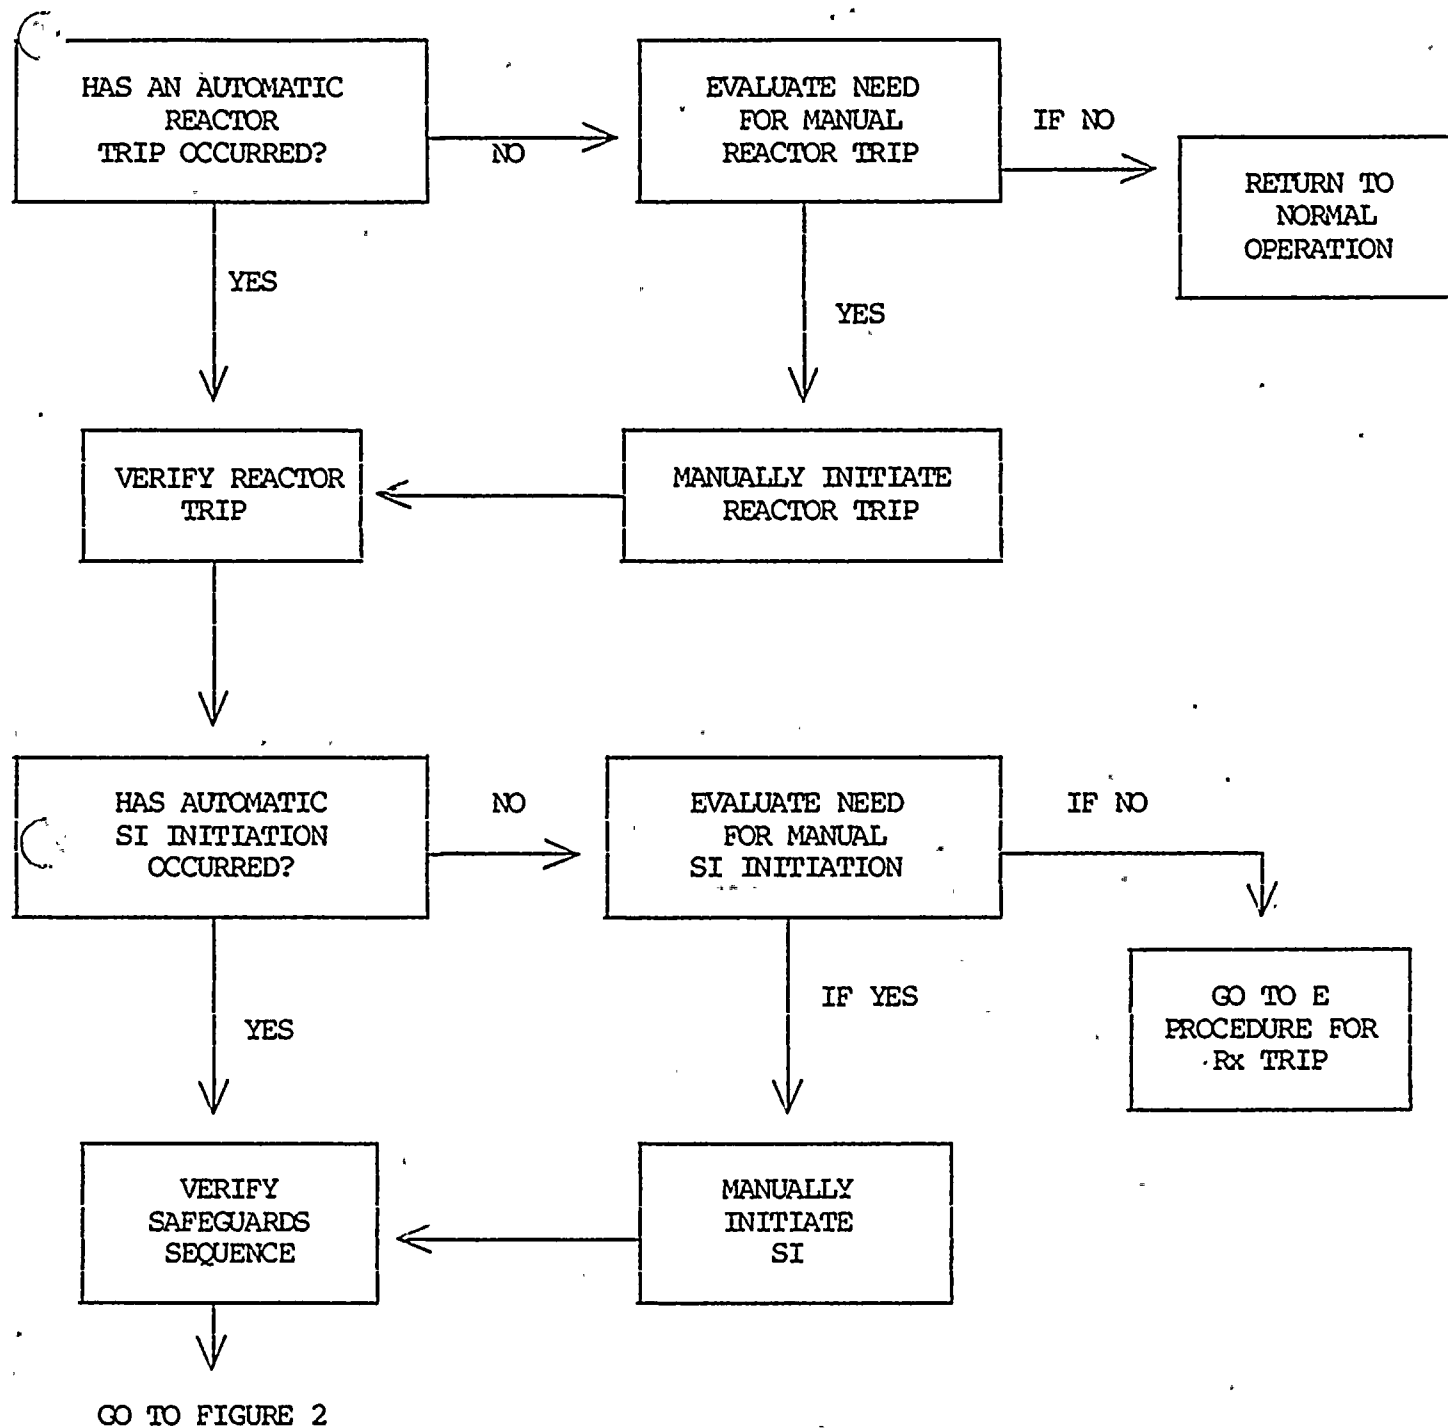 HAS AN AUTOMATIC
REACTOR
TRIP OCCURRED?
NO
EVALUATE NEED
FOR MANUAL
REACTOR TRIP
IF NO
RETURN TO
NORMAL
OPERATION
YES
YES
VERIFY REACTOR
TRIP
MANUALLY INITIATE
REACTOR TRIP
HAS AUTOMATIC
SI INITIATION
OCCURRED?
NO
EVALUATE NEED
FOR MANUAL
SI INITIATION
IF NO
GO TO E
PROCEDURE FOR
Rx TRIP
YES
IF YES
VERIFY
SAFEGUARDS
SEQUENCE
MANUALLY
INITIATE
SI
GO TO FIGURE 2